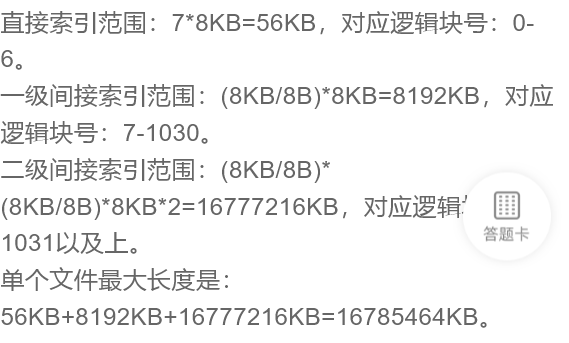 直接索引范围：7*8KB=56KB，对应逻辑块号：0-
6。
一级间接索引范围：(8KB/8B)*8KB=8192KB，对应
逻辑块号：7-1030。
二级间接索引范围：(8KB/8B)*
(8KB/8B)*8KB*2=16777216KB，对应逻辑
答题卡
1031以及上。
单个文件最大长度是：
56KB+8192KB+16777216KB=16785464KB。